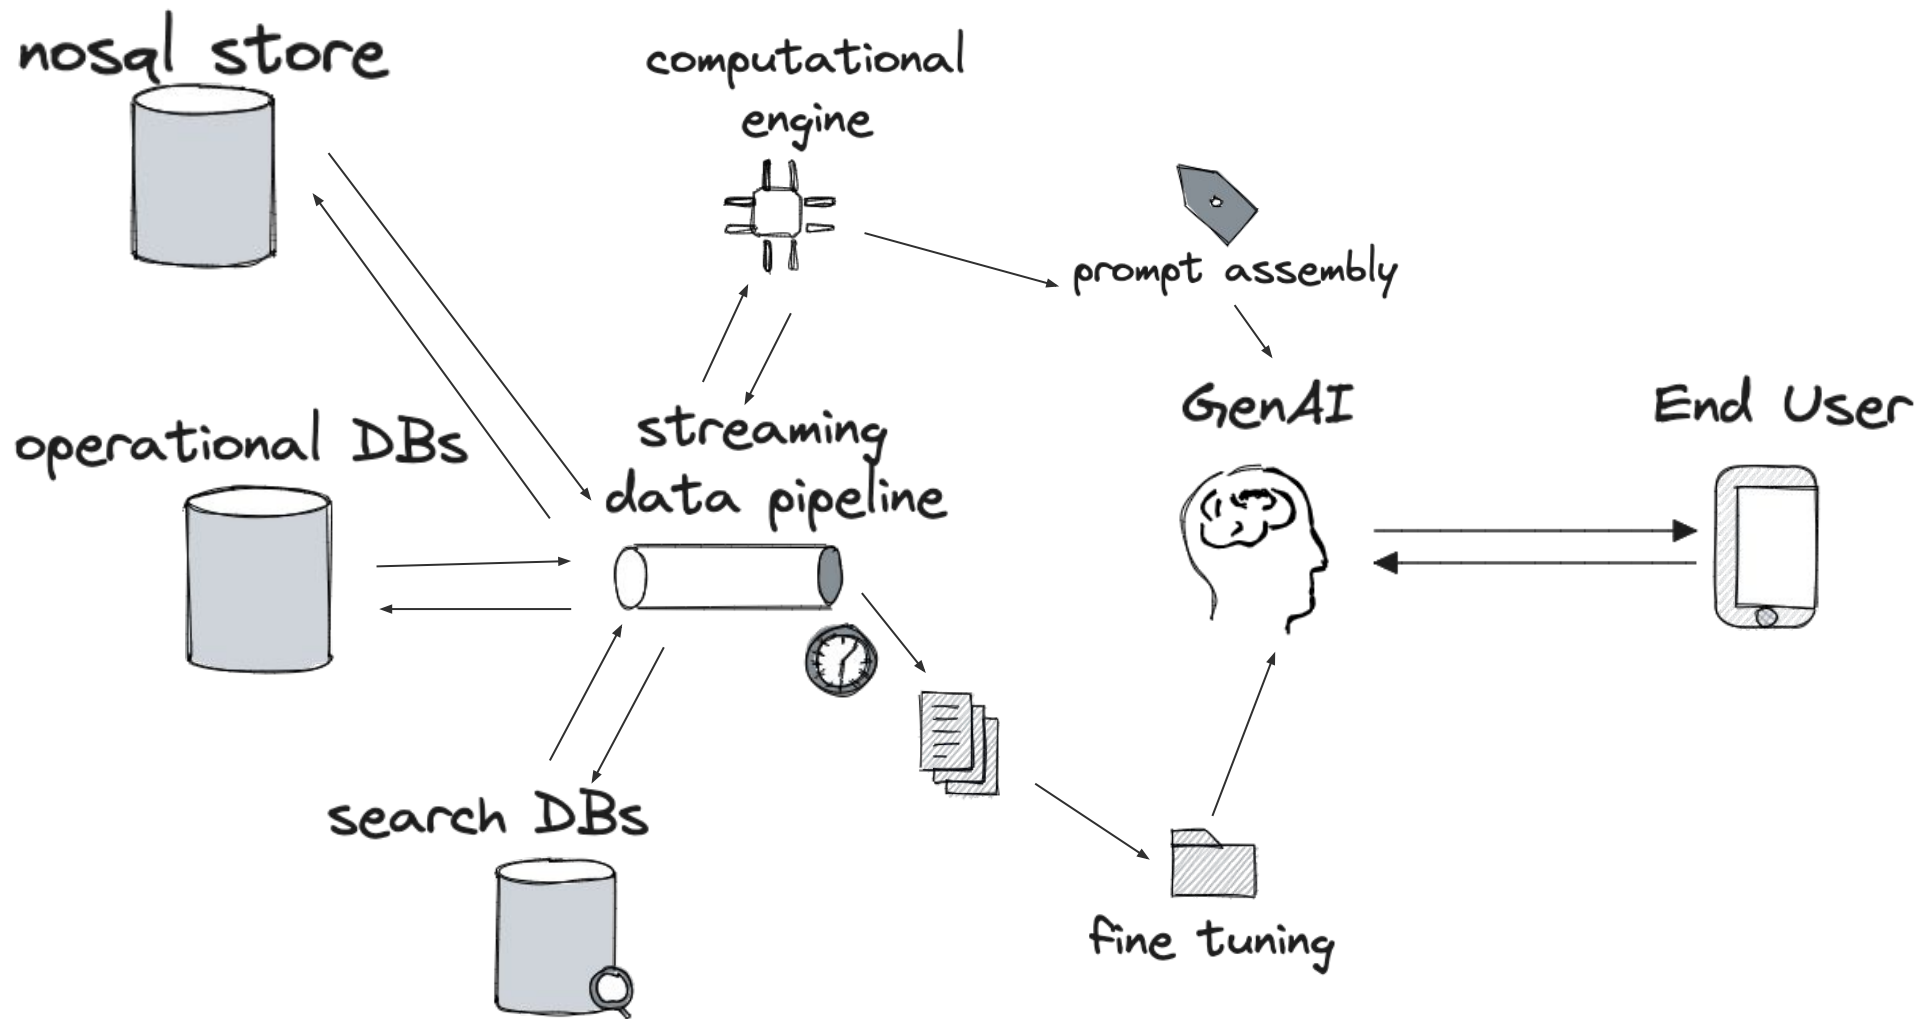 nosql store
computational
engine
prompt assembly
GenAI
End User
operational DBs
streaming
data pipeline
search DBs
fine tuning